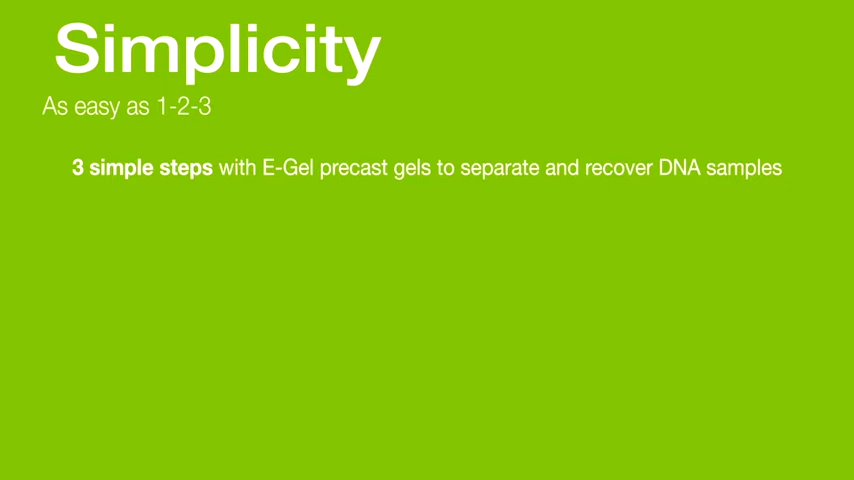 Simplicity
As easy as 1-2-3
3 simple steps with E-Gel precast gels to separate and recover DNA samples